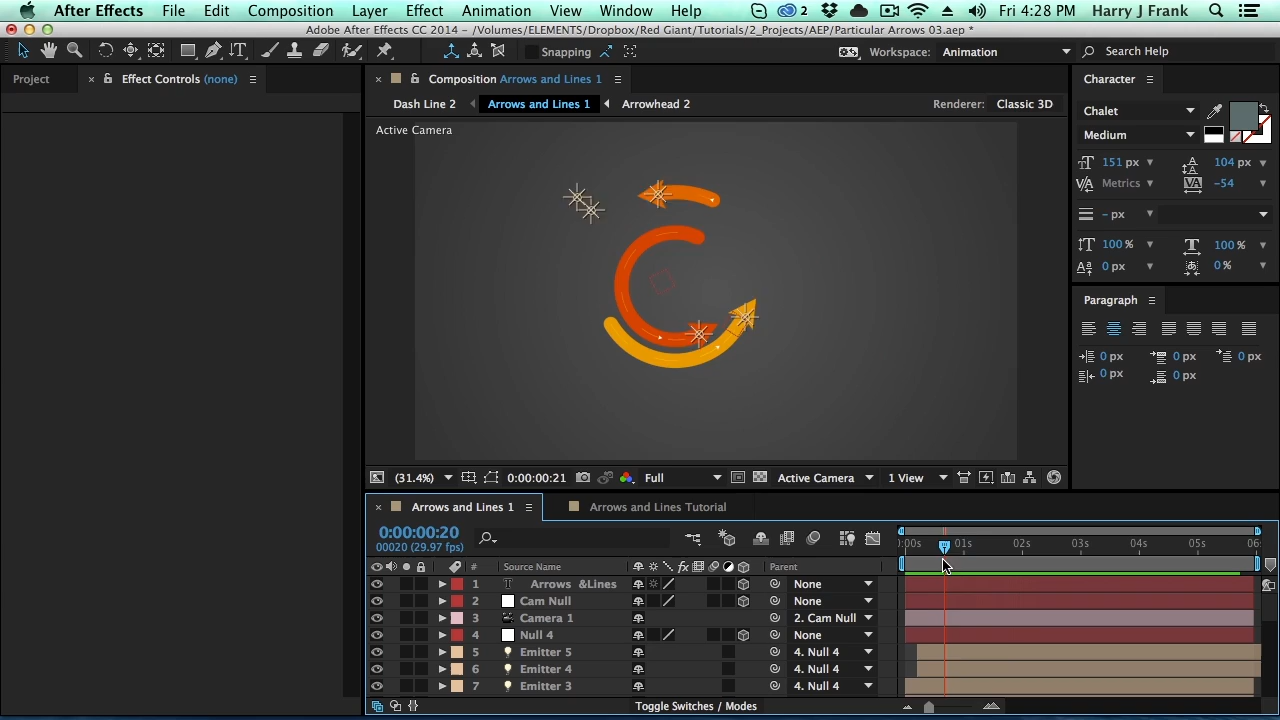 After Effects File Edit Composition Layer Effect Animation View Window Help 2 Fri 4:28 PM Harry J Frank
Adobe After Effects CC 2014 - /Volumes/ELEMENTS/Dropbox/Red Giant/Tutorials/2_Projects/AEP/Particular Arrows 03.aep *
Snapping Workspace: Animation Search Help
Project × Effect Controls (none) × Composition Arrows and Lines 1 Character
Dash Line 2 Arrows and Lines 1 Arrowhead 2 Renderer: Classic 3D
Active Camera
Chalet
Medium
151 px 104 px
Metrics -54
- px
100 % 100 %
0 px 0 %
Paragraph
0 px 0 px 0 px
0 px 0 px
(31.4%) 0:00:00:21 Full Active Camera 1 View
× Arrows and Lines 1 Arrows and Lines Tutorial
0:00:00:20
00020 (29.97 fps)
):00s 01s 02s 03s 04s 05s 06s
# Source Name Parent
1 T Arrows &Lines None
2 Cam Null None
3 Camera 1 2. Cam Null
4 Null 4 None
5 Emitter 5 4. Null 4
6 Emitter 4 4. Null 4
7 Emitter 3 4. Null 4
Toggle Switches / Modes